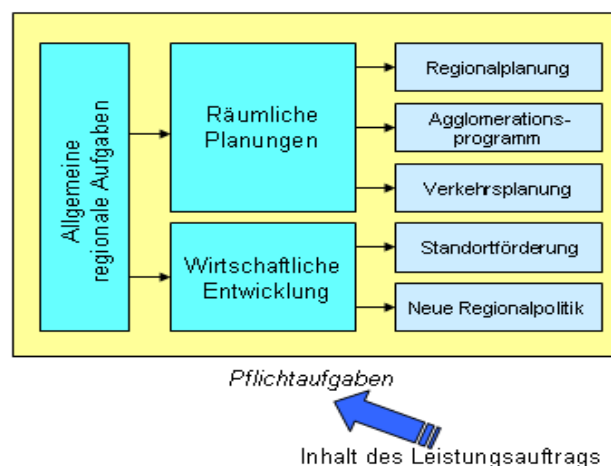 Allgemeine
regionale Aufgaben
Räumliche
Planungen
Wirtschaftliche
Entwicklung
Regionalplanung
Agglomerations-
programm
Verkehrsplanung
Standortförderung
Neue Regionalpolitik
Pflichtaufgaben
Inhalt des Leistungsauftrags